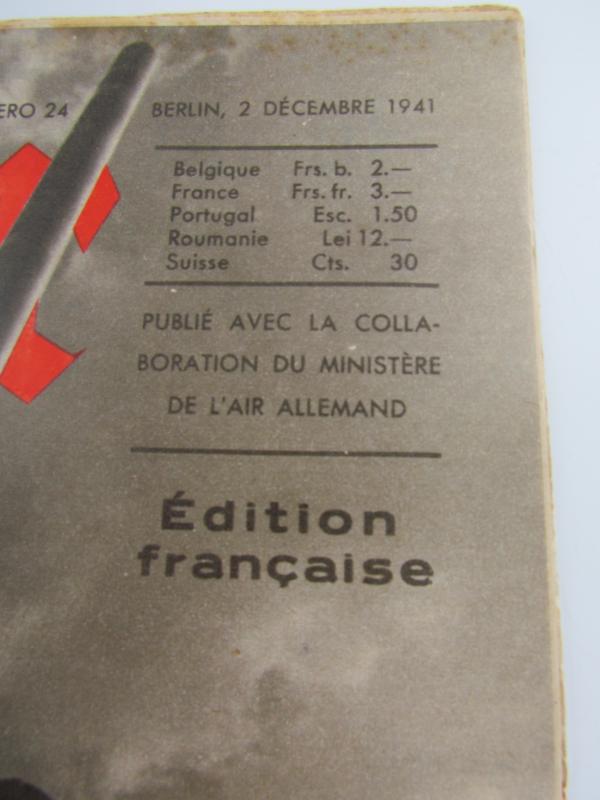 ERO 24 BERLIN, 2 DÉCEMBRE 1941
Belgique Frs. b. 2.—
France Frs. fr. 3.—
Portugal Esc. 1.50
Roumanie Lei 12.—
Suisse Cts. 30
PUBLIÉ AVEC LA COLLA-
BORATION DU MINISTÈRE
DE L'AIR ALLEMAND
Édition
française